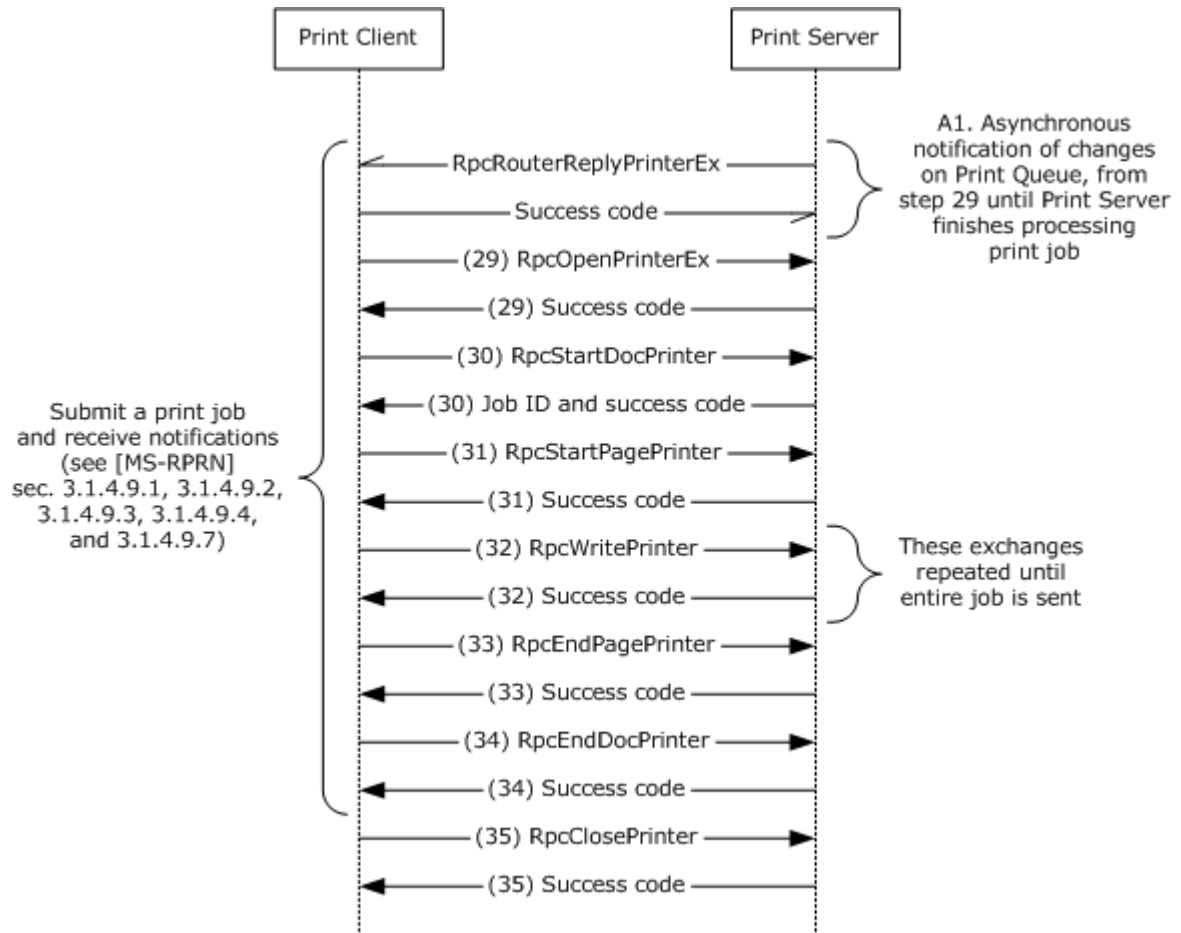 Print Client
Print Server
A1. Asynchronous
notification of changes
on Print Queue, from
step 29 until Print Server
finishes processing
print job
RpcRouterReplyPrinterEx
Success code
(29) RpcOpenPrinterEx
(29) Success code
(30) RpcStartDocPrinter
(30) Job ID and success code
Submit a print job
and receive notifications
(see [MS-RPRN]
sec. 3.1.4.9.1, 3.1.4.9.2,
3.1.4.9.3, 3.1.4.9.4,
and 3.1.4.9.7)
(31) RpcStartPagePrinter
(31) Success code
(32) RpcWritePrinter
(32) Success code
These exchanges
repeated until
entire job is sent
(33) RpcEndPagePrinter
(33) Success code
(34) RpcEndDocPrinter
(34) Success code
(35) RpcClosePrinter
(35) Success code